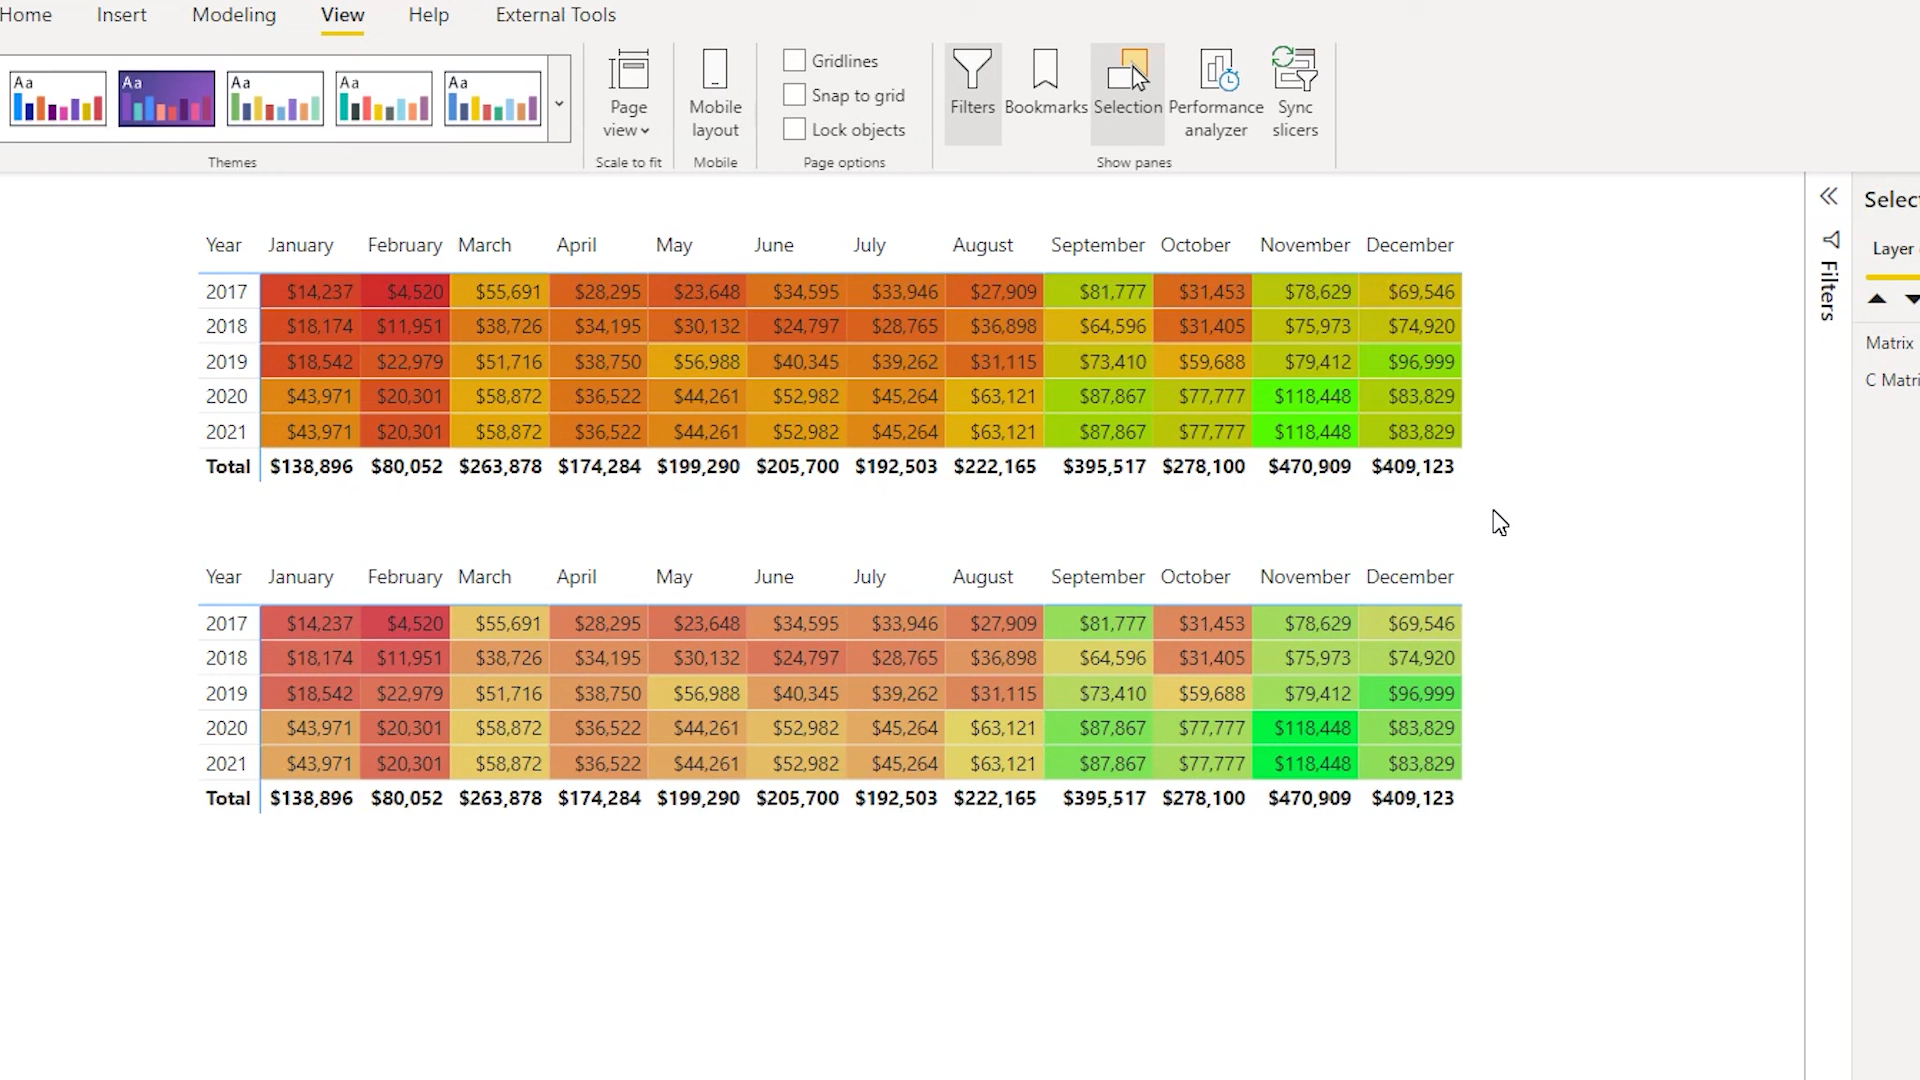 Home Insert Modeling View Help External Tools
Aa Aa Aa Aa Aa
Page view
Mobile layout
Gridlines
Snap to grid
Lock objects
Filters Bookmarks Selection Performance analyzer Sync slicers
Themes Scale to fit Mobile Page options Show panes
Filters
Layer
Matrix
Year January February March April May June July August September October November December
2017 $14,237 $4,520 $55,691 $28,295 $23,648 $34,595 $33,946 $27,909 $81,777 $31,453 $78,629 $69,546
2018 $18,174 $11,951 $38,726 $34,195 $30,132 $24,797 $28,765 $36,898 $64,596 $31,405 $75,973 $74,920
2019 $18,542 $22,979 $51,716 $38,750 $56,988 $40,345 $39,262 $31,115 $73,410 $59,688 $79,412 $96,999
2020 $43,971 $20,301 $58,872 $36,522 $44,261 $52,982 $45,264 $63,121 $87,867 $77,777 $118,448 $83,829
2021 $43,971 $20,301 $58,872 $36,522 $44,261 $52,982 $45,264 $63,121 $87,867 $77,777 $118,448 $83,829
Total $138,896 $80,052 $263,878 $174,284 $199,290 $205,700 $192,503 $222,165 $395,517 $278,100 $470,909 $409,123
Year January February March April May June July August September October November December
2017 $14,237 $4,520 $55,691 $28,295 $23,648 $34,595 $33,946 $27,909 $81,777 $31,453 $78,629 $69,546
2018 $18,174 $11,951 $38,726 $34,195 $30,132 $24,797 $28,765 $36,898 $64,596 $31,405 $75,973 $74,920
2019 $18,542 $22,979 $51,716 $38,750 $56,988 $40,345 $39,262 $31,115 $73,410 $59,688 $79,412 $96,999
2020 $43,971 $20,301 $58,872 $36,522 $44,261 $52,982 $45,264 $63,121 $87,867 $77,777 $118,448 $83,829
2021 $43,971 $20,301 $58,872 $36,522 $44,261 $52,982 $45,264 $63,121 $87,867 $77,777 $118,448 $83,829
Total $138,896 $80,052 $263,878 $174,284 $199,290 $205,700 $192,503 $222,165 $395,517 $278,100 $470,909 $409,123